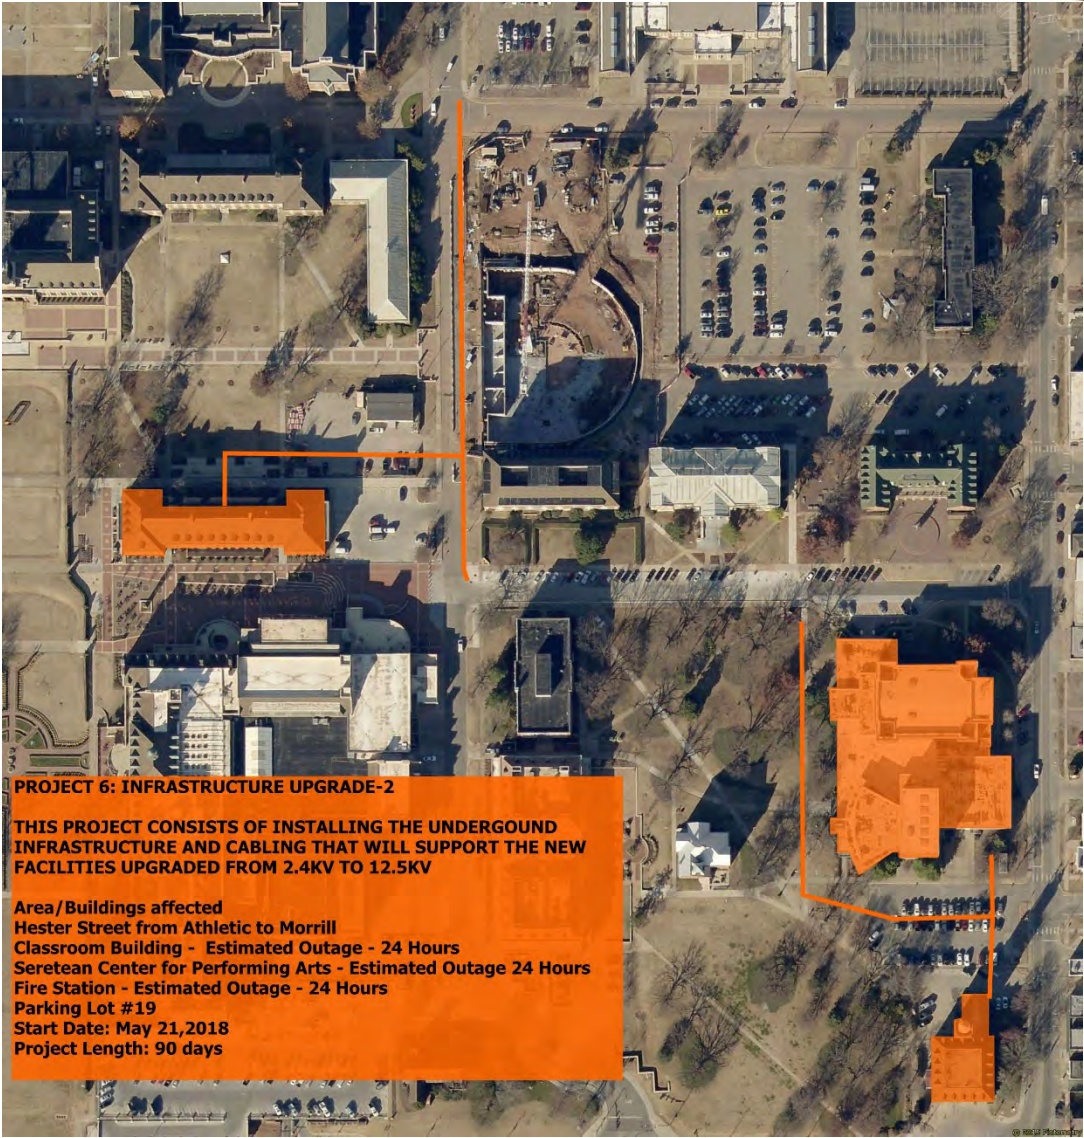 PROJECT 6: INFRASTRUCTURE UPGRADE-2
THIS PROJECT CONSISTS OF INSTALLING THE UNDERGOUND
INFRASTRUCTURE AND CABLING THAT WILL SUPPORT THE NEW
FACILITIES UPGRADED FROM 2.4KV TO 12.5KV
Area/Buildings affected
Hester Street from Athletic to Morrill
Classroom Building - Estimated Outage - 24 Hours
Seretean Center for Performing Arts - Estimated Outage 24 Hours
Fire Station - Estimated Outage - 24 Hours
Parking Lot #19
Start Date: May 21,2018
Project Length: 90 days